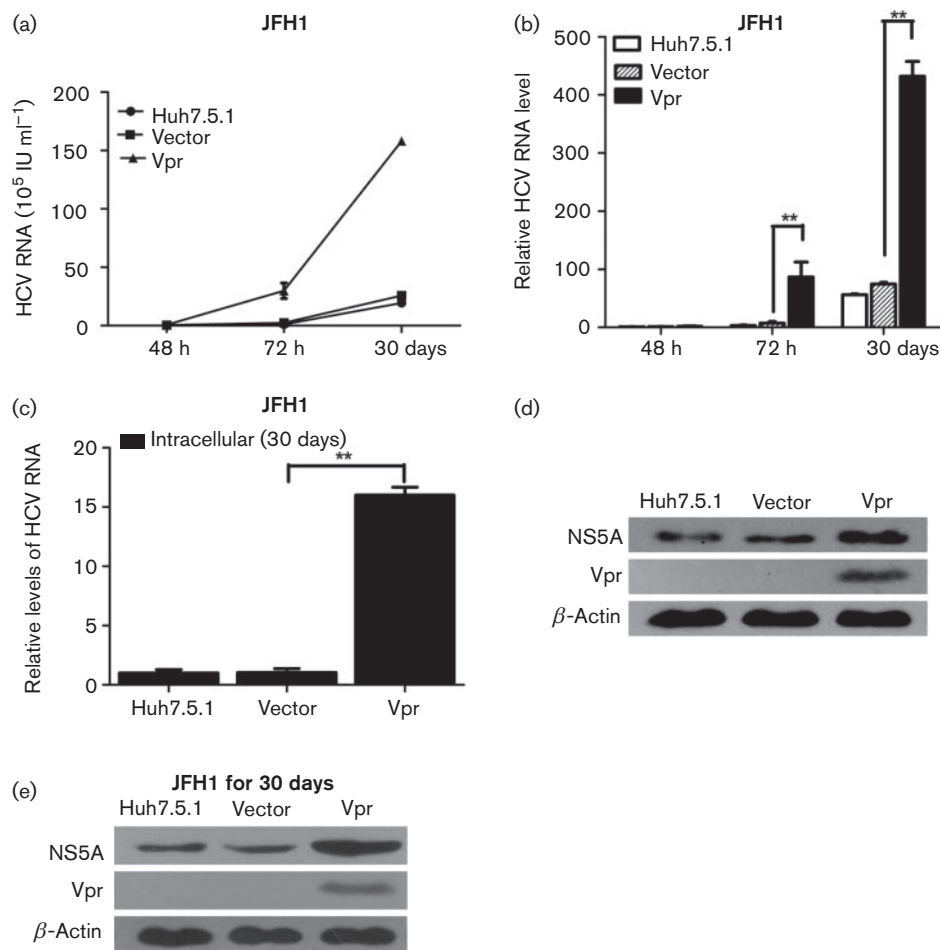 (a)
JFH1
HCV RNA (10⁵ IU ml⁻¹)
200
150
100
50
0
Huh7.5.1
Vector
Vpr
48 h
72 h
30 days
(b)
JFH1
Relative HCV RNA level
500
400
300
200
100
0
Huh7.5.1
Vector
Vpr
**
**
48 h
72 h
30 days
(c)
JFH1
Relative levels of HCV RNA
20
15
10
5
0
Intracellular (30 days)
**
Huh7.5.1
Vector
Vpr
(d)
Huh7.5.1 Vector Vpr
NS5A
Vpr
β-Actin
(e)
JFH1 for 30 days
Huh7.5.1 Vector Vpr
NS5A
Vpr
β-Actin